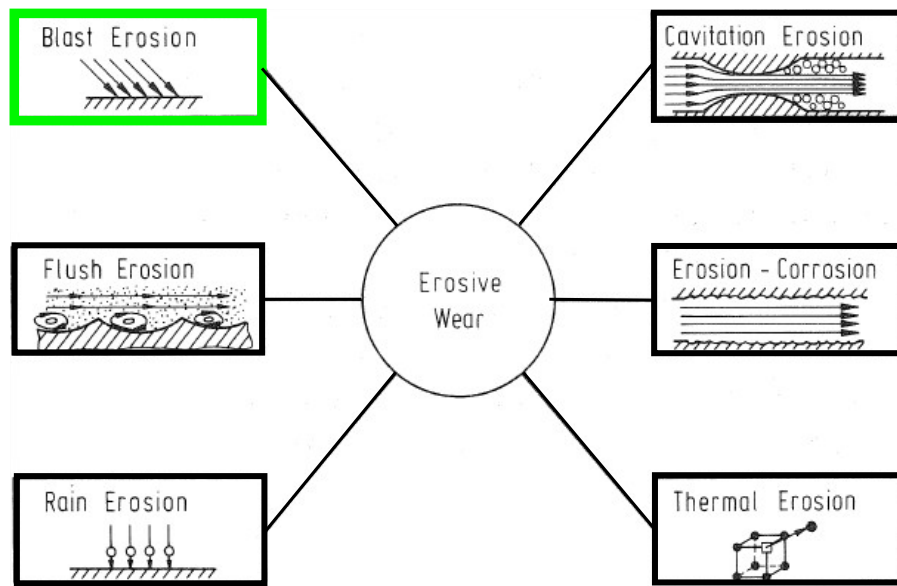 Blast Erosion
Cavitation Erosion
Flush Erosion
Erosive
Wear
Erosion - Corrosion
Rain Erosion
Thermal Erosion